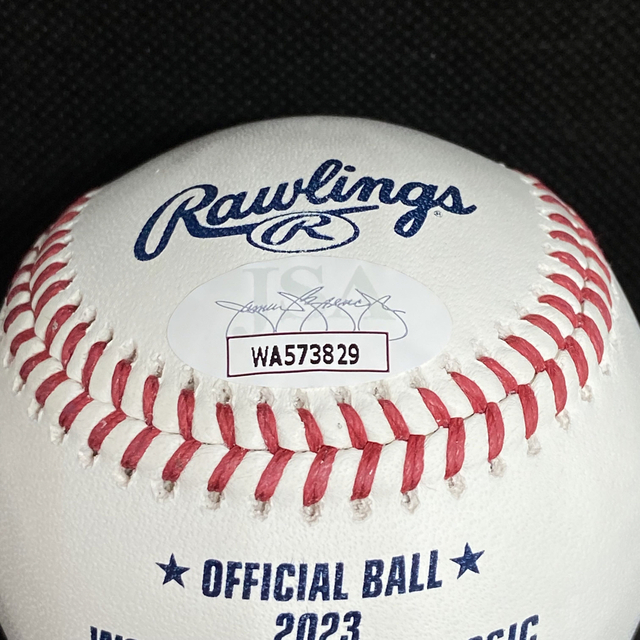 Rawlings
R
JSA
WA573829
★ OFFICIAL BALL ★
2023